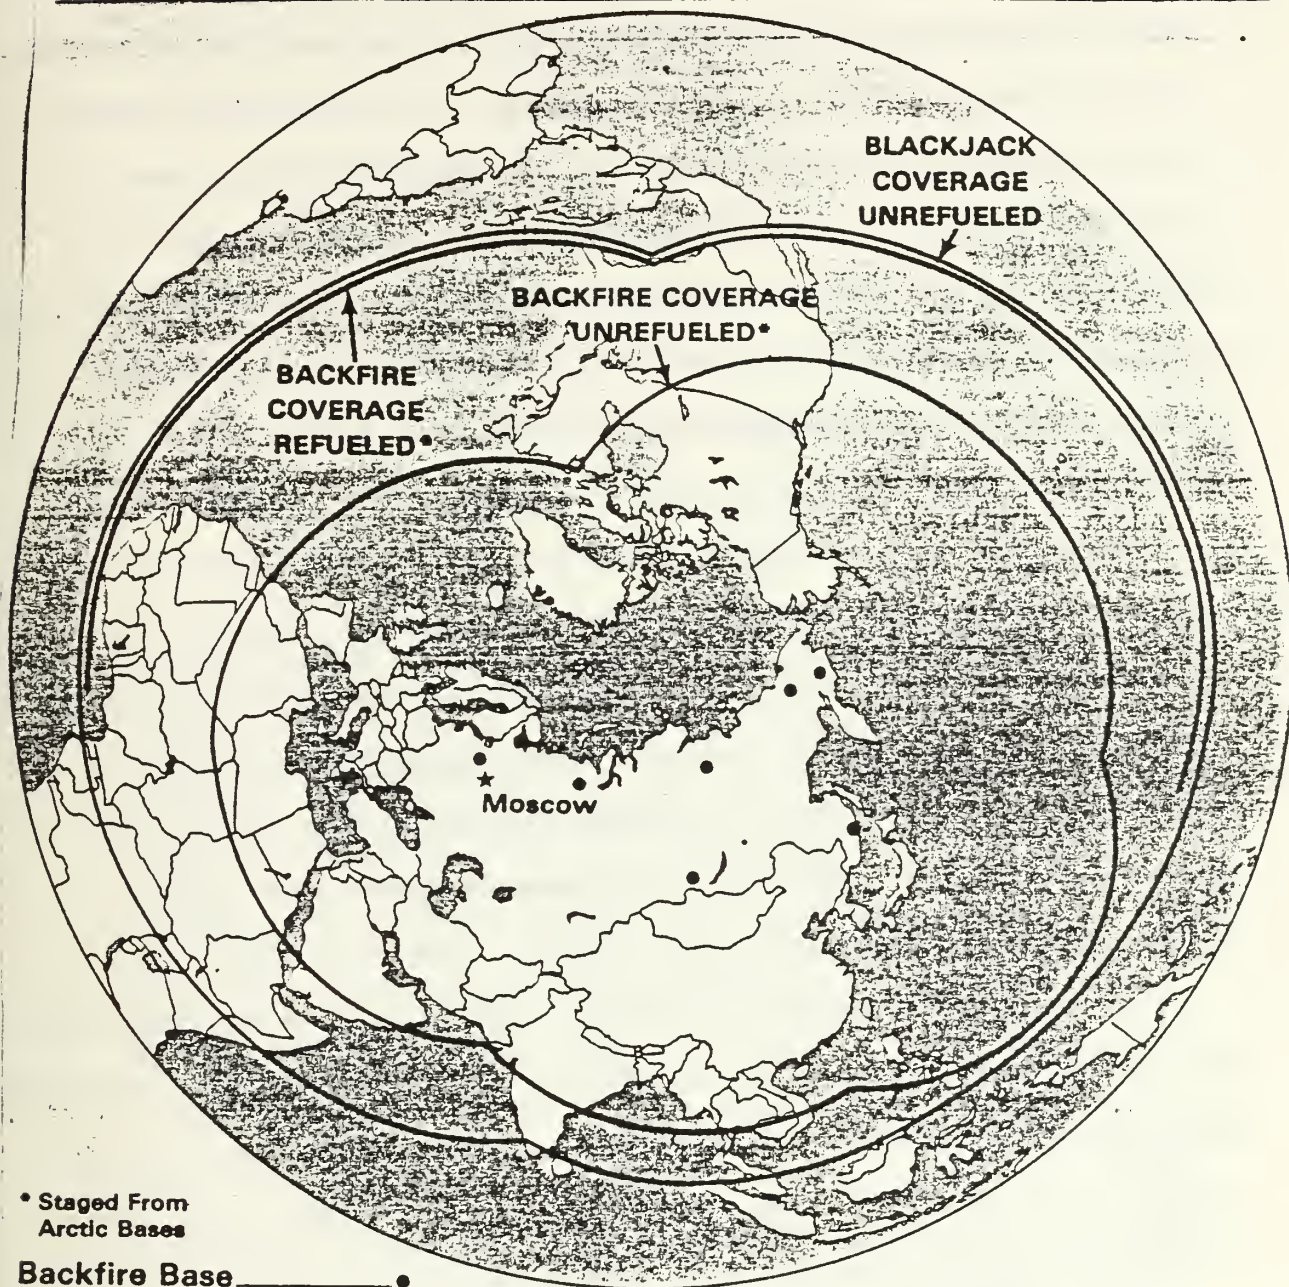 BLACKJACK
COVERAGE
UNREFUELED
BACKFIRE COVERAGE
UNREFUELED*
BACKFIRE
COVERAGE
REFUELED*
Moscow
* Staged From
Arctic Bases
Backfire Base